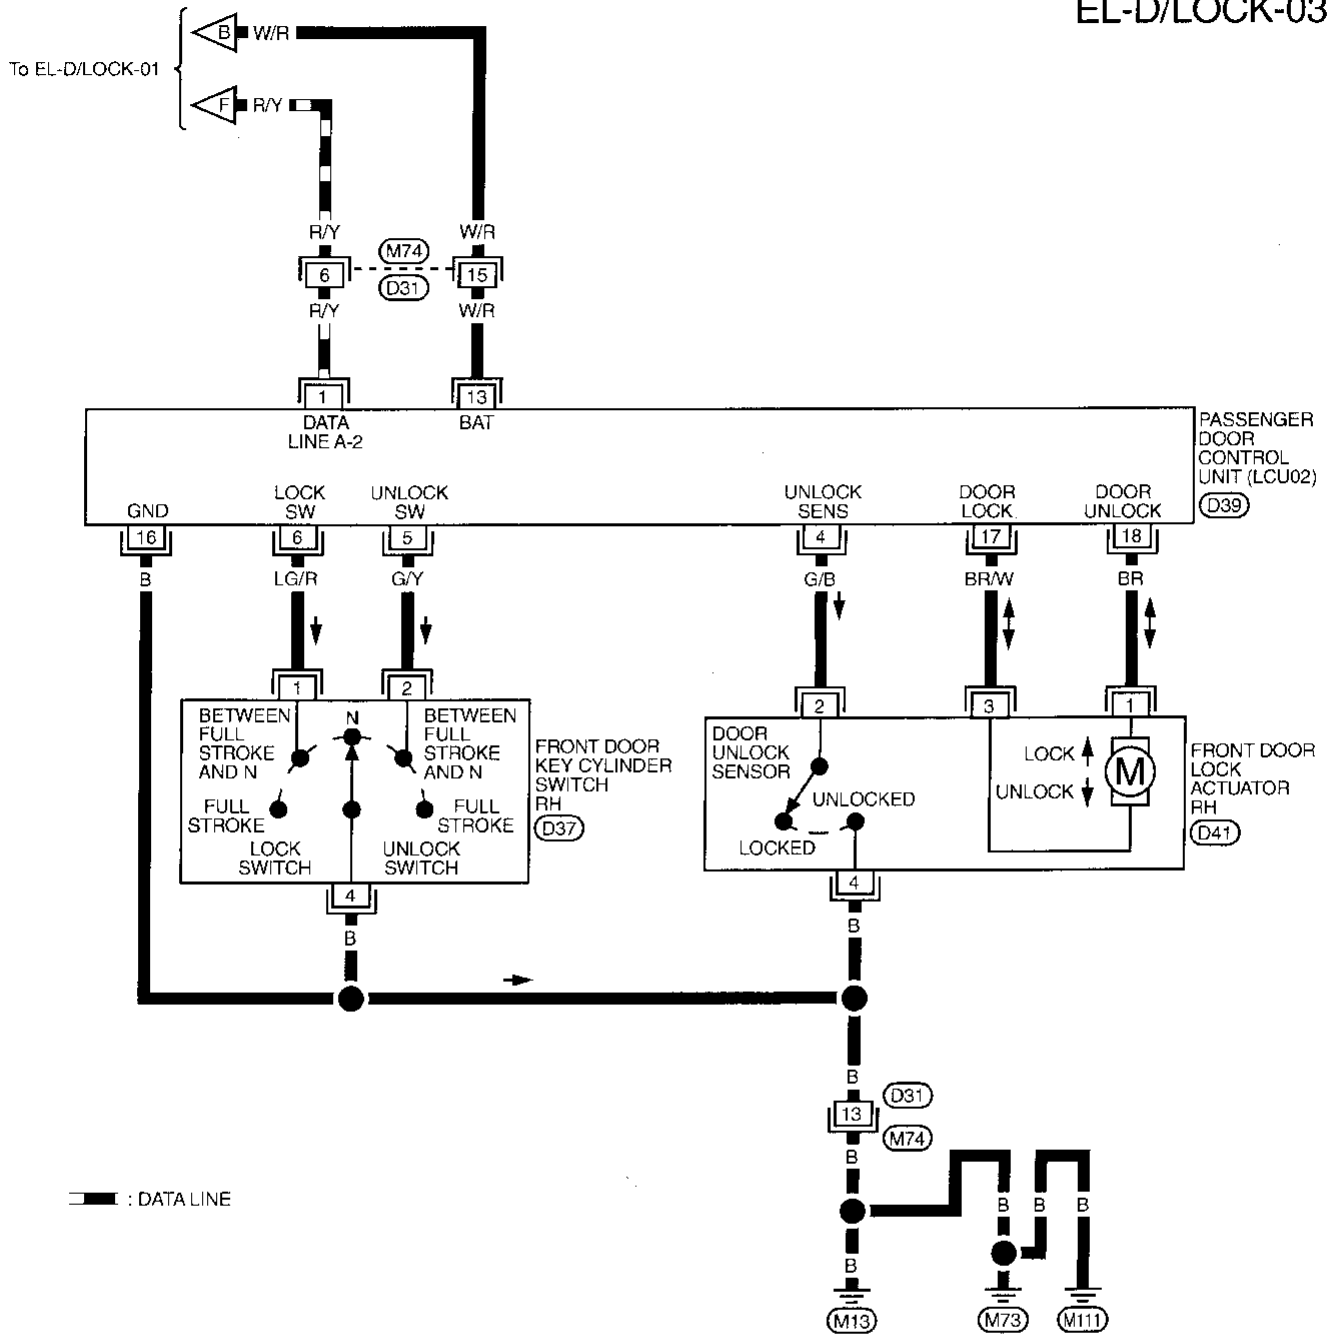 EL-D/LOCK-03
B W/R
To EL-D/LOCK-01
F R/Y
R/Y W/R
M74
6 15
D31
R/Y W/R
1 13
DATA LINE A-2
BAT
PASSENGER
DOOR
CONTROL
UNIT (LCU02)
D39
GND
LOCK SW
UNLOCK SW
UNLOCK SENS
DOOR LOCK
DOOR UNLOCK
16 6 5 4 17 18
B LG/R G/Y G/B BR/W BR
1 2 2 3 1
BETWEEN
FULL
STROKE
AND N
N
BETWEEN
FULL
STROKE
AND N
FULL
STROKE
FULL
STROKE
LOCK
SWITCH
UNLOCK
SWITCH
FRONT DOOR
KEY CYLINDER
SWITCH
RH
D37
DOOR
UNLOCK
SENSOR
UNLOCKED
LOCKED
LOCK
UNLOCK
M
FRONT DOOR
LOCK
ACTUATOR
RH
D41
4 4
B B
B
D31
13
M74
B
B B B
B
M13 M73 M111
: DATA LINE